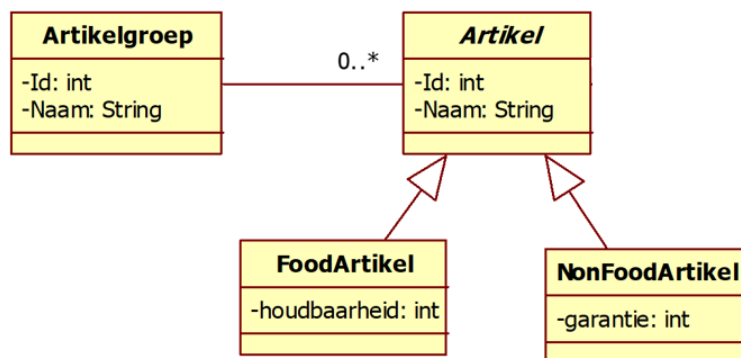 Artikelgroep
-Id: int
-Naam: String
0..*
Artikel
-Id: int
-Naam: String
FoodArtikel
-houdbaarheid: int
NonFoodArtikel
-garantie: int